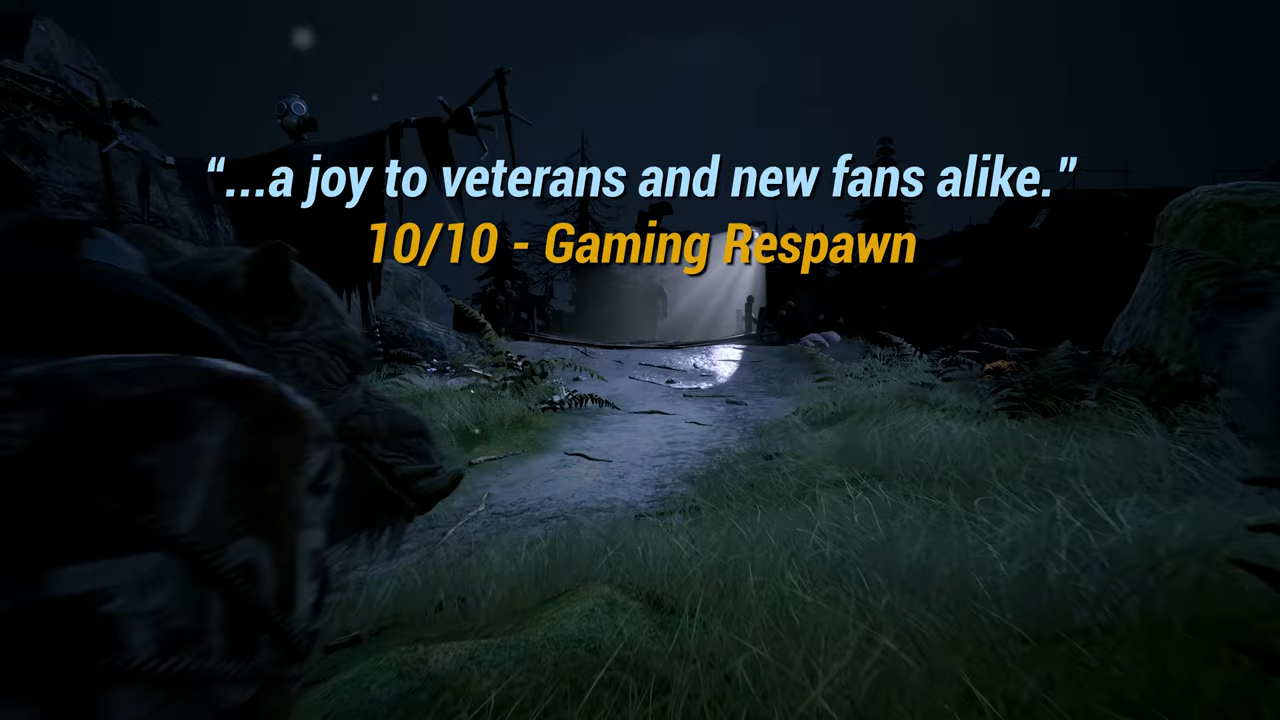 “...a joy to veterans and new fans alike.”
10/10 - Gaming Respawn